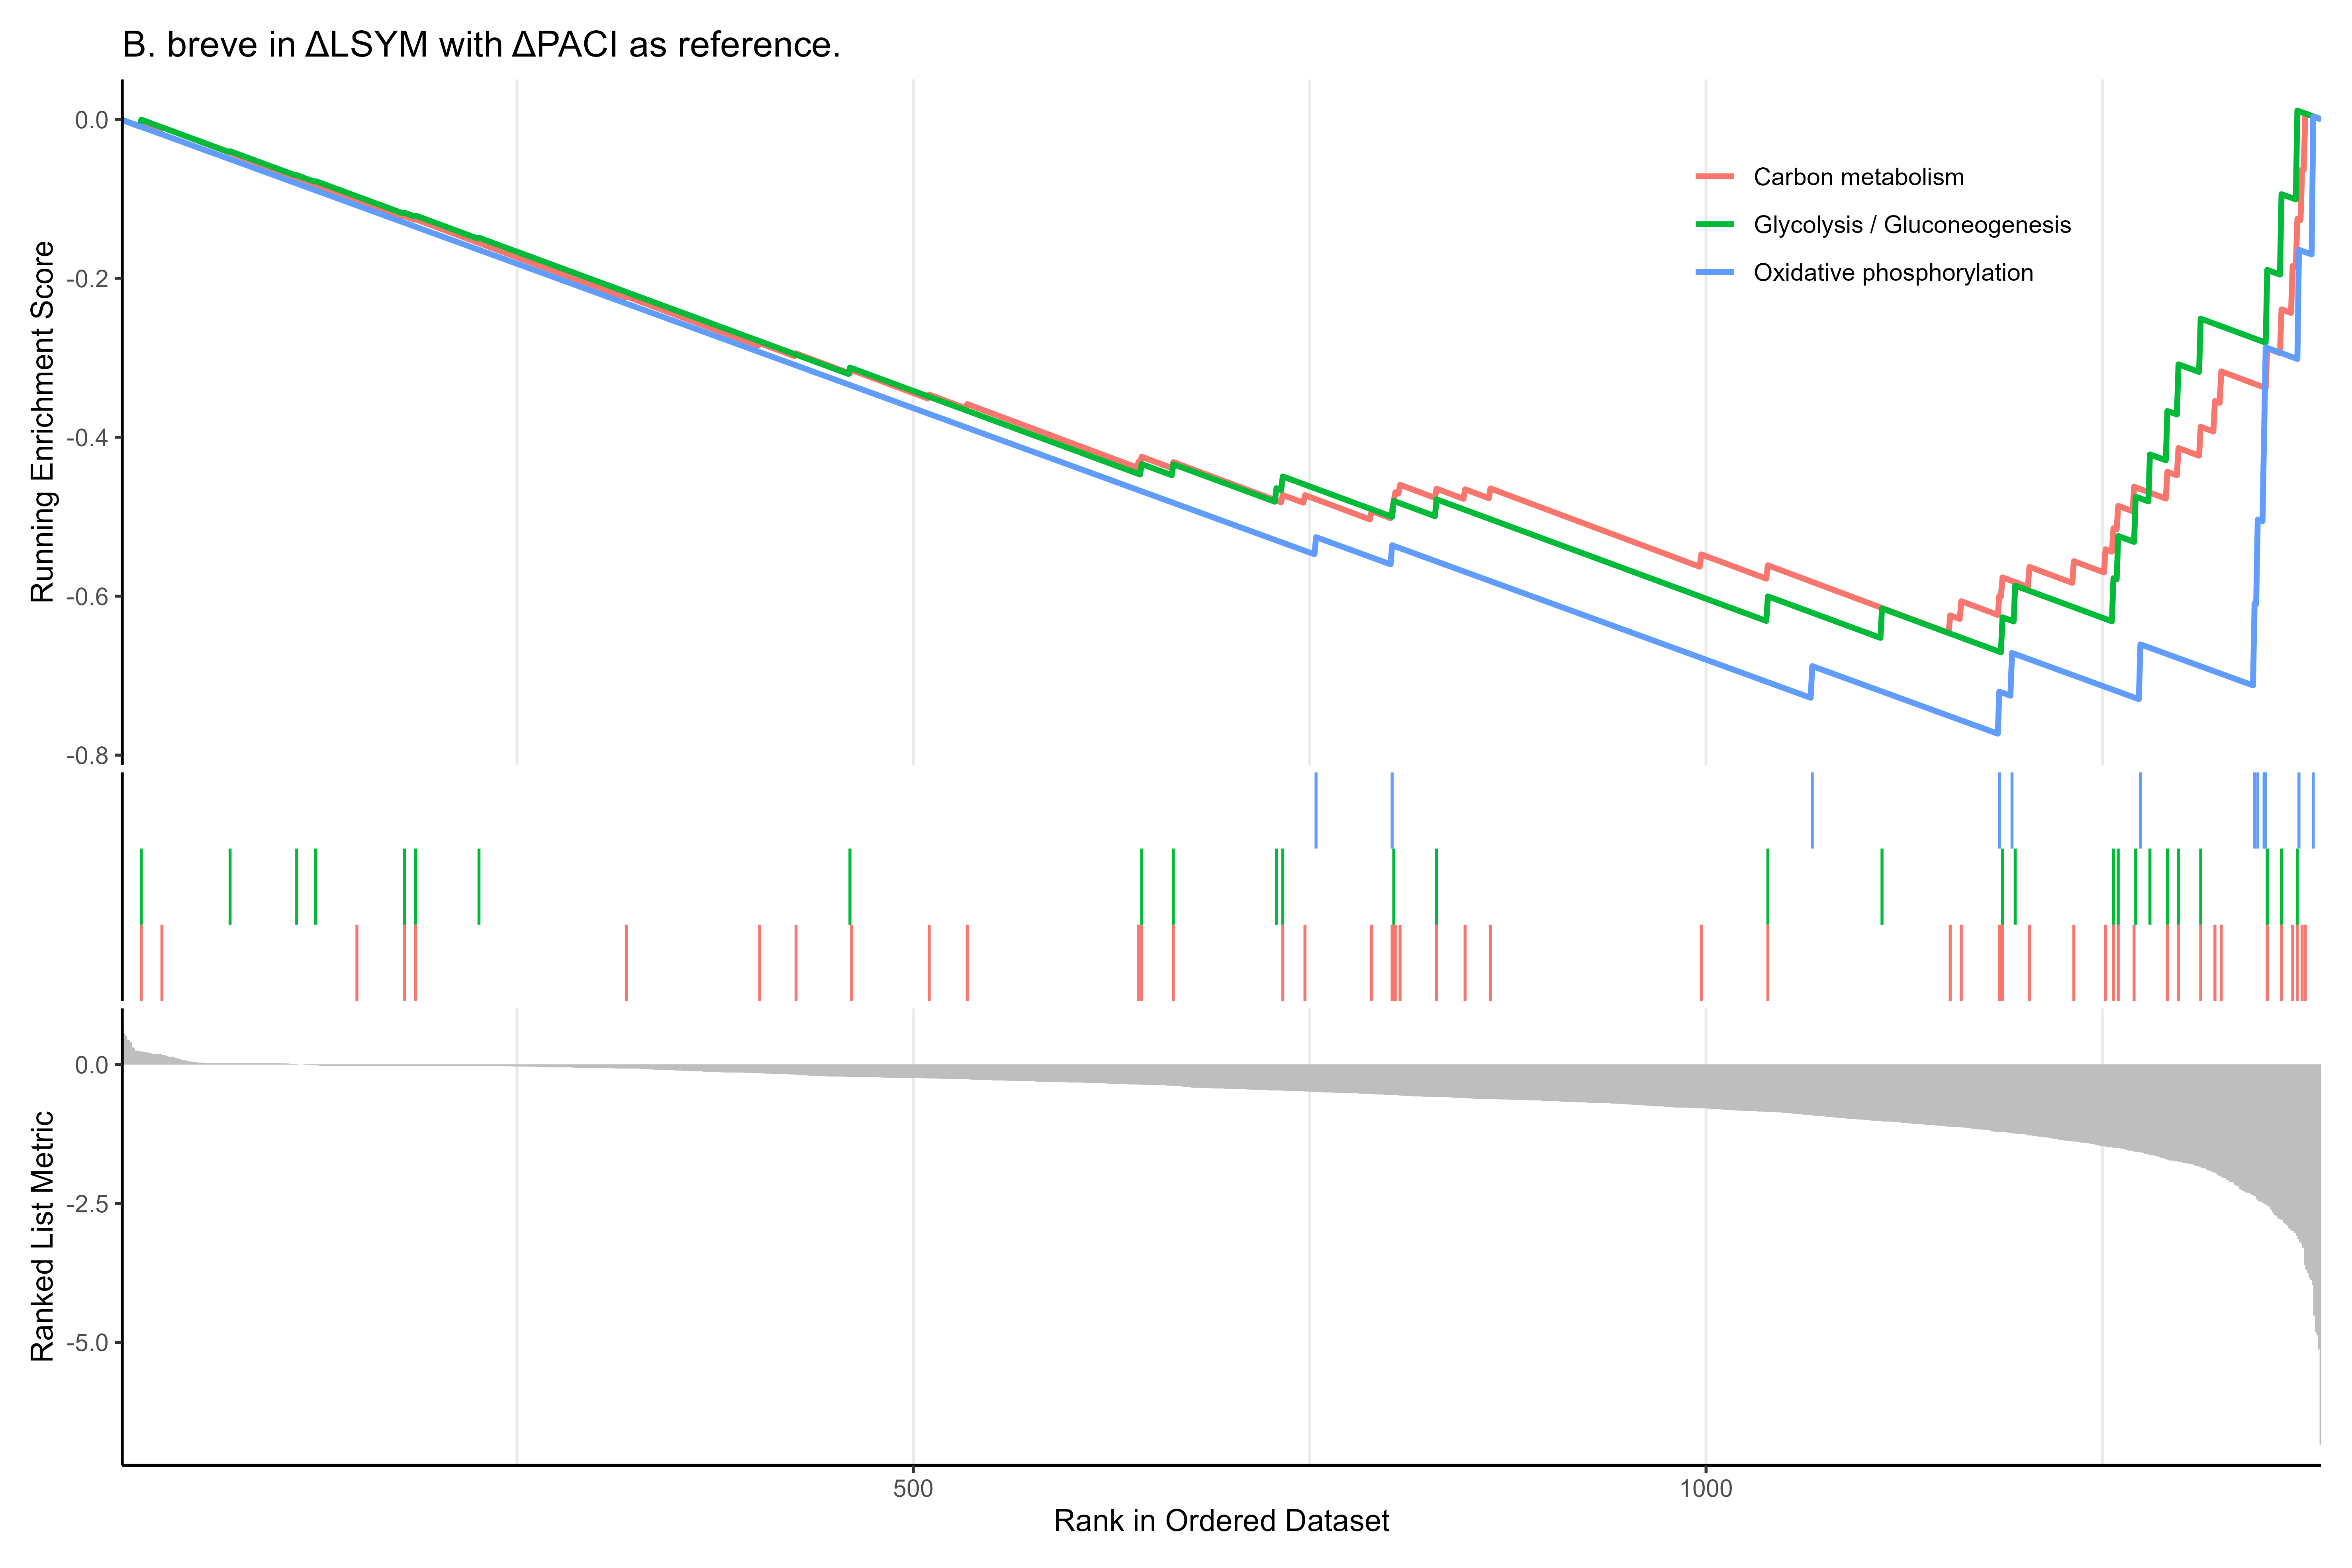 B. breve in ΔLSYM with ΔPACI as reference.
Running Enrichment Score
0.0
-0.2
-0.4
-0.6
-0.8
Carbon metabolism
Glycolysis / Gluconeogenesis
Oxidative phosphorylation
Ranked List Metric
0.0
-2.5
-5.0
500
1000
Rank in Ordered Dataset